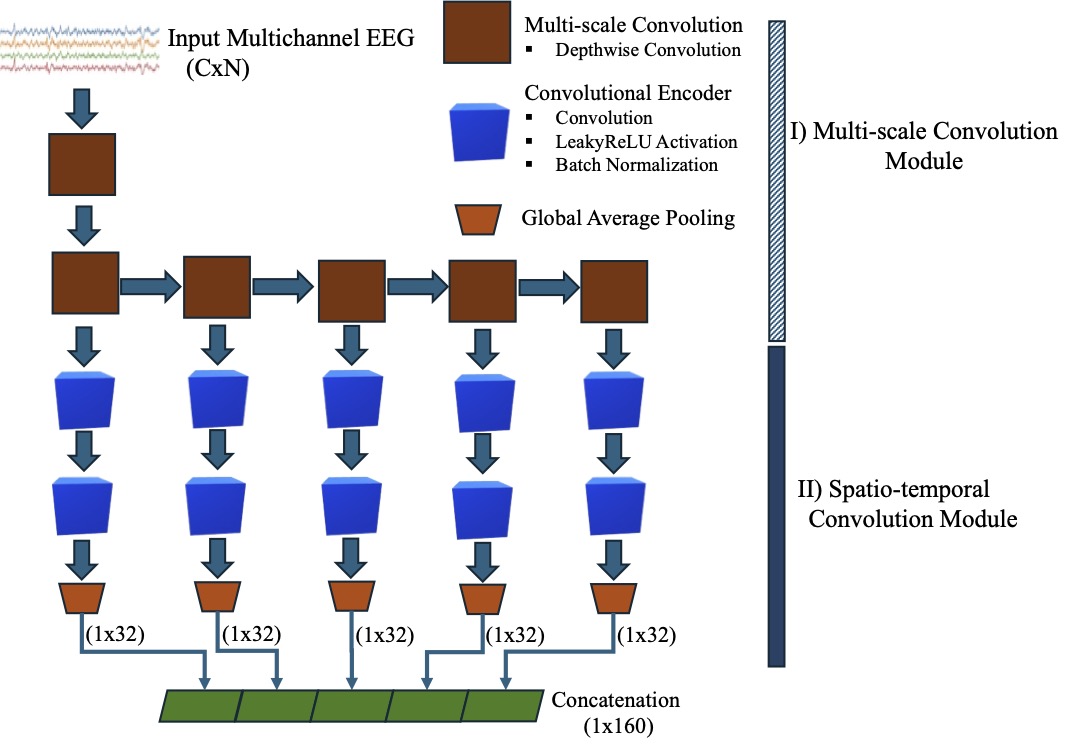 Input Multichannel EEG
(CxN)
Multi-scale Convolution
▪ Depthwise Convolution
Convolutional Encoder
▪ Convolution
▪ LeakyReLU Activation
▪ Batch Normalization
Global Average Pooling
I) Multi-scale Convolution
Module
II) Spatio-temporal
Convolution Module
(1x32)
(1x32)
(1x32)
(1x32)
(1x32)
Concatenation
(1x160)